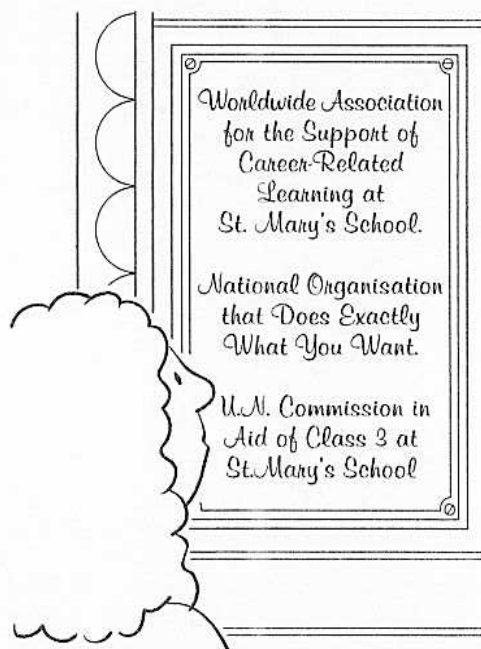 Worldwide Association
for the Support of
Career-Related
Learning at
St. Mary's School.
National Organisation
that Does Exactly
What You Want.
U.N. Commission in
Aid of Class 3 at
St.Mary's School